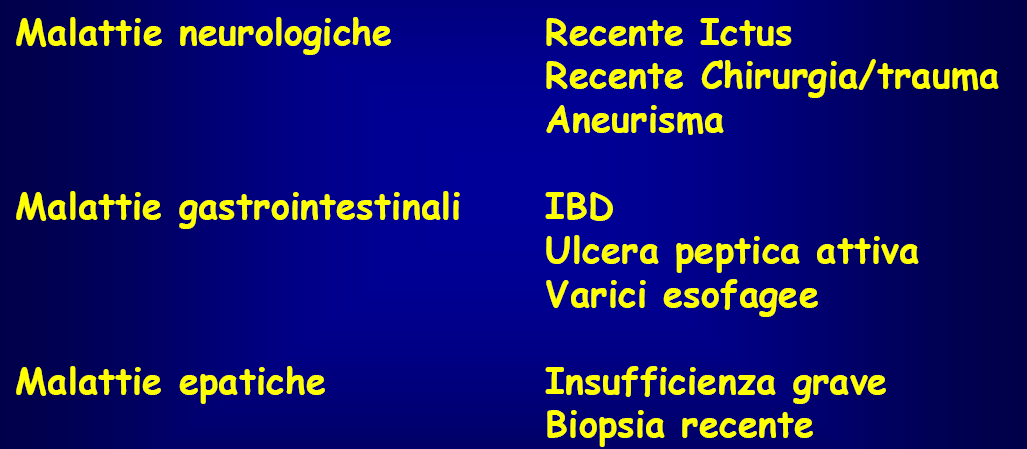 Malattie neurologiche Recente Ictus
Recente Chirurgia/trauma
Aneurisma
Malattie gastrointestinali IBD
Ulcera peptica attiva
Varici esofagee
Malattie epatiche Insufficienza grave
Biopsia recente